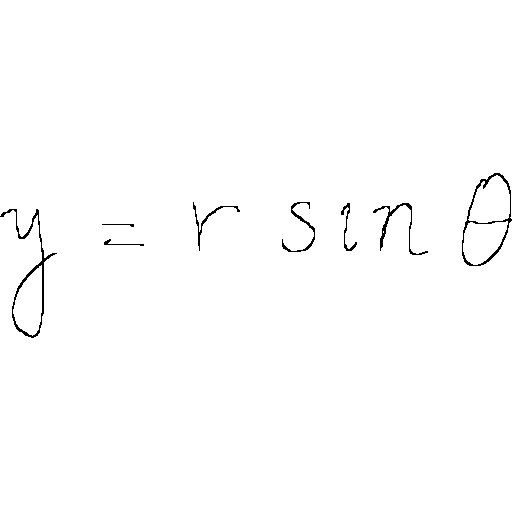 y = r sin θ